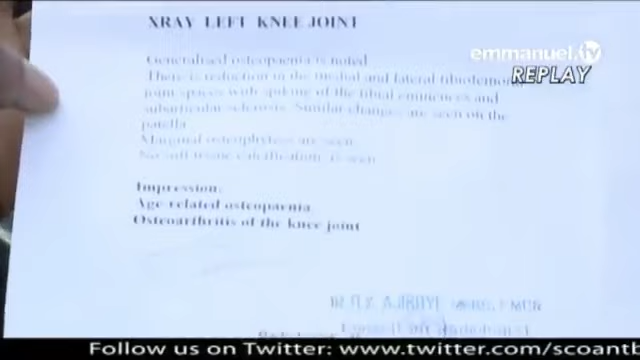 XRAY LEFT KNEE JOINT
emmanuel.tv
REPLAY
Generalised osteopaenia is noted
There is reduction in the medial and lateral tibiofemoral
joint spaces with spiking of the tibial eminences and
subarticular sclerosis. Similar changes are seen on the
patella
Marginal osteophytes are seen
No soft tissue calcification is seen
Impression:
Age related osteopaenia
Osteoarthritis of the knee joint
Consultant Radiologist
Follow us on Twitter: www.twitter.com/scoantb